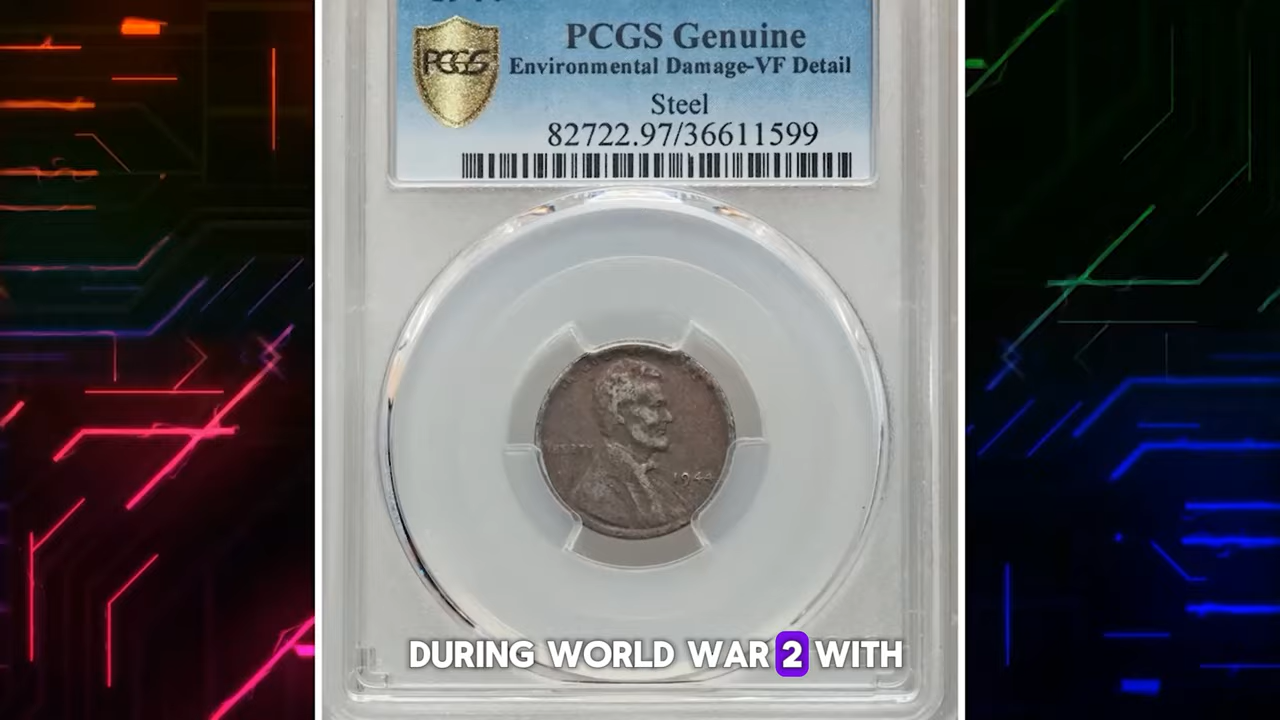 PCGS Genuine
PCGS
Environmental Damage-VF Detail
Steel
82722.97/36611599
1944
DURING WORLD WAR 2 WITH